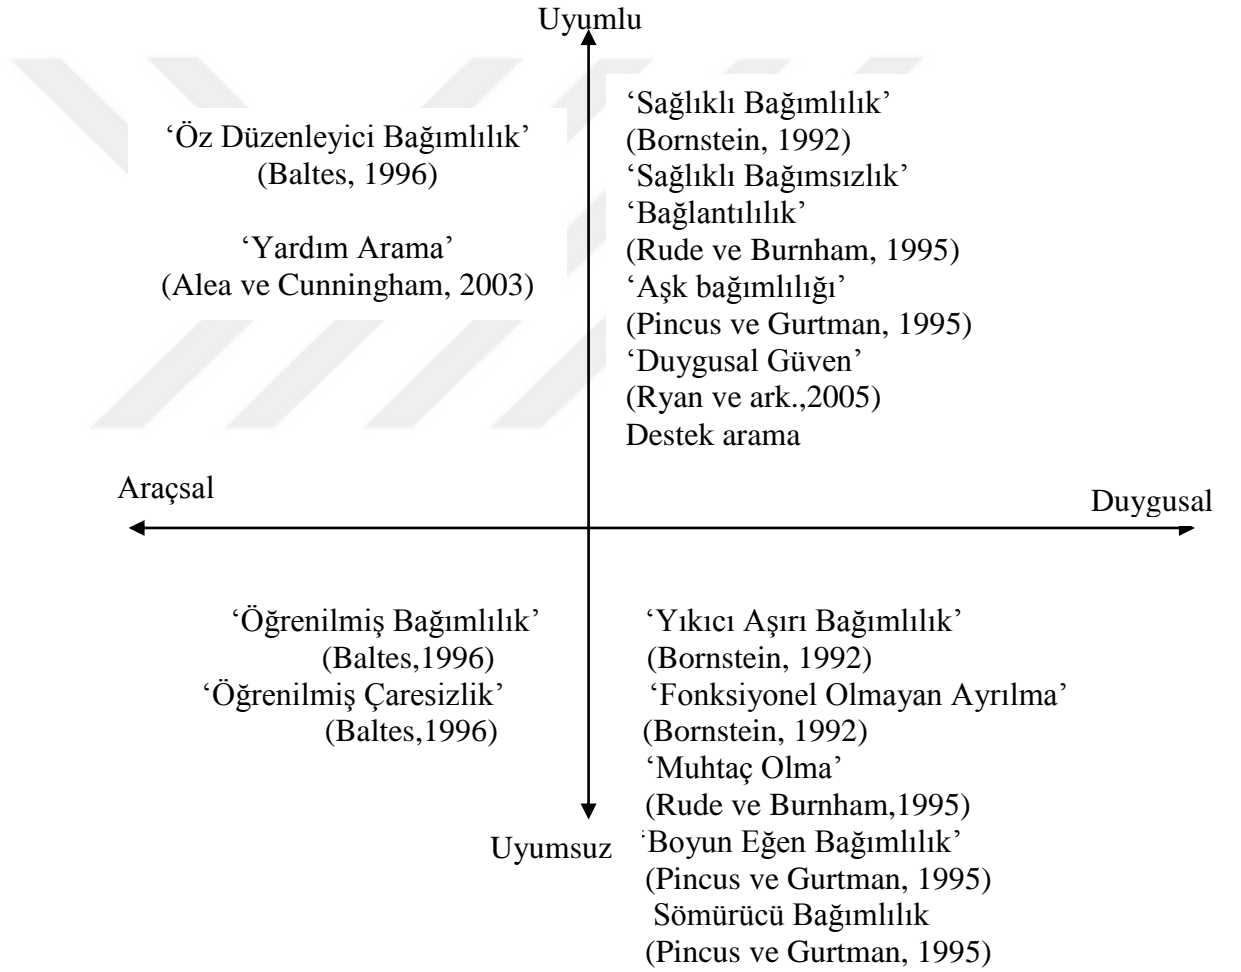 Uyumlu
‘Öz Düzenleyici Bağımlılık’
(Baltes, 1996)
‘Yardım Arama’
(Alea ve Cunningham, 2003)
‘Sağlıklı Bağımlılık’
(Bornstein, 1992)
‘Sağlıklı Bağımsızlık’
‘Bağlantılılık’
(Rude ve Burnham, 1995)
‘Aşk bağımlılığı’
(Pincus ve Gurtman, 1995)
‘Duygusal Güven’
(Ryan ve ark.,2005)
Destek arama
Araçsal
Duygusal
‘Öğrenilmiş Bağımlılık’
(Baltes,1996)
‘Öğrenilmiş Çaresizlik’
(Baltes,1996)
‘Yıkıcı Aşırı Bağımlılık’
(Bornstein, 1992)
‘Fonksiyonel Olmayan Ayrılma’
(Bornstein, 1992)
‘Muhtaç Olma’
(Rude ve Burnham,1995)
‘Boyun Eğen Bağımlılık’
(Pincus ve Gurtman, 1995)
Sömürücü Bağımlılık
(Pincus ve Gurtman, 1995)
Uyumsuz